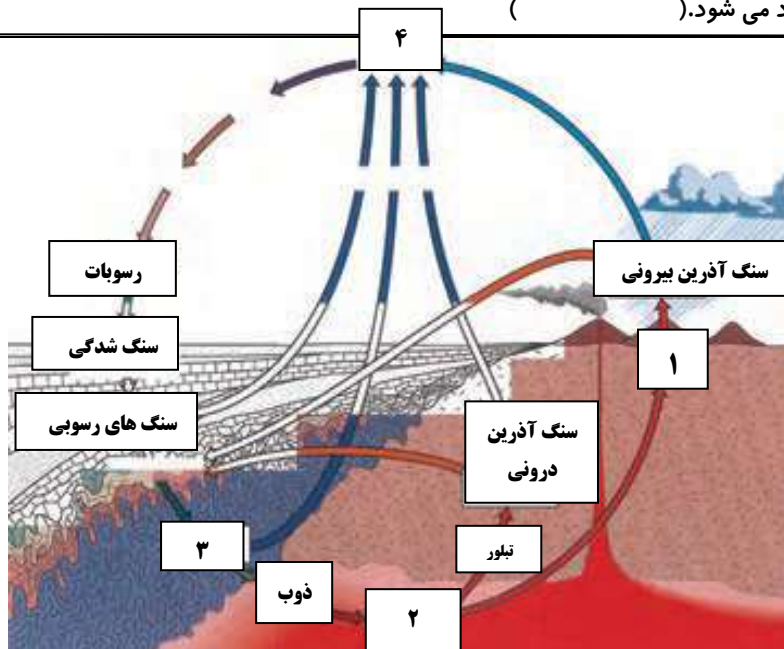 د می شود.( )
۴
سنگ آذرین بیرونی
رسوبات
سنگ شدگی
۱
سنگ های رسوبی
سنگ آذرین
درونی
۳
تبلور
ذوب
۲